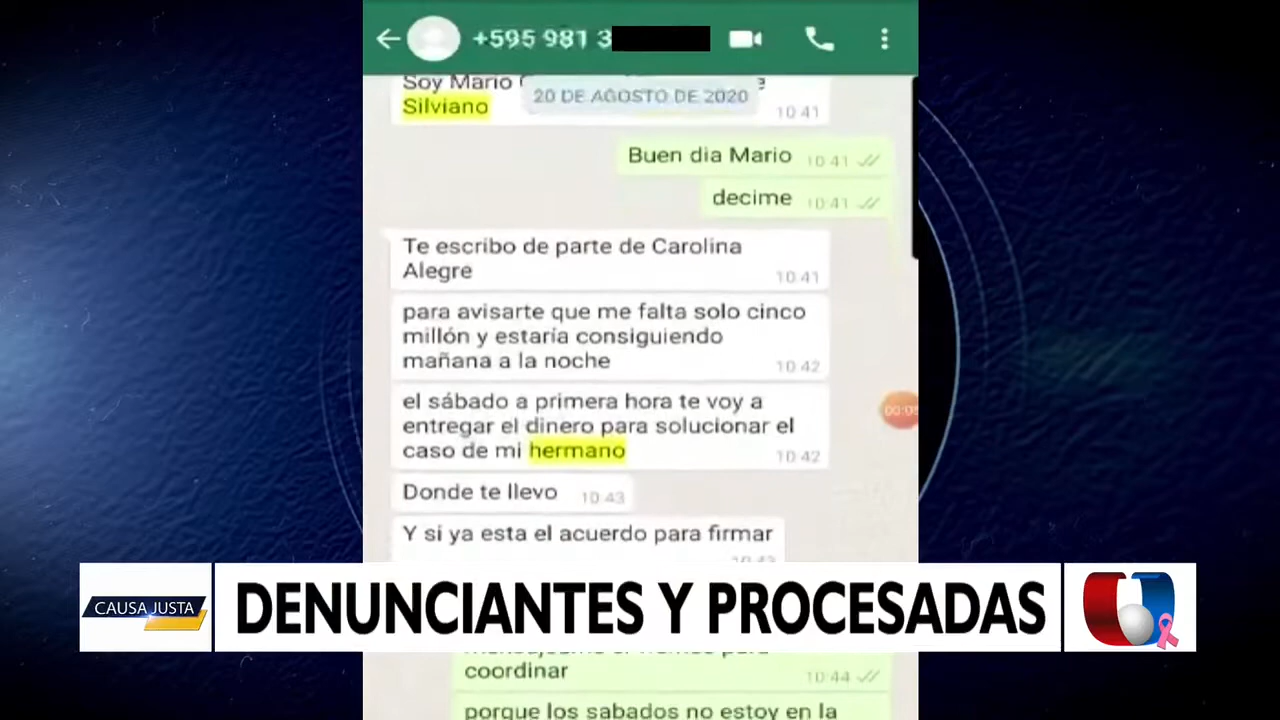 +595 981 3
Soy Mario
20 DE AGOSTO DE 2020
Silviano
10:41
Buen dia Mario 10:41
decime 10:41
Te escribo de parte de Carolina
Alegre
10:41
para avisarte que me falta solo cinco
millón y estaría consiguiendo
mañana a la noche
10:42
el sábado a primera hora te voy a
entregar el dinero para solucionar el
caso de mi hermano
10:42
Donde te llevo 10:43
Y si ya esta el acuerdo para firmar
CAUSA JUSTA
DENUNCIANTES Y PROCESADAS
coordinar
10:44
porque los sabados no estoy en la